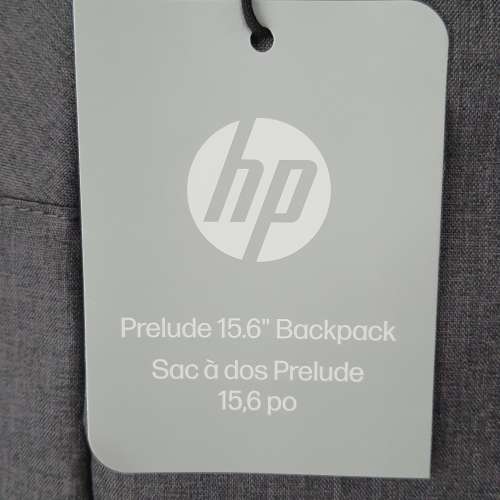 hp
Prelude 15.6" Backpack
Sac à dos Prelude
15,6 po